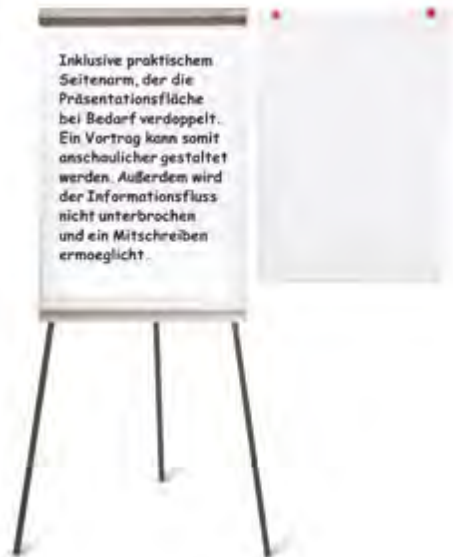 Inklusive praktischem
Seitenarm, der die
Präsentationsfläche
bei Bedarf verdoppelt.
Ein Vortrag kann somit
anschaulicher gestaltet
werden. Außerdem wird
der Informationsfluss
nicht unterbrochen
und ein Mitschreiben
ermoeglicht.